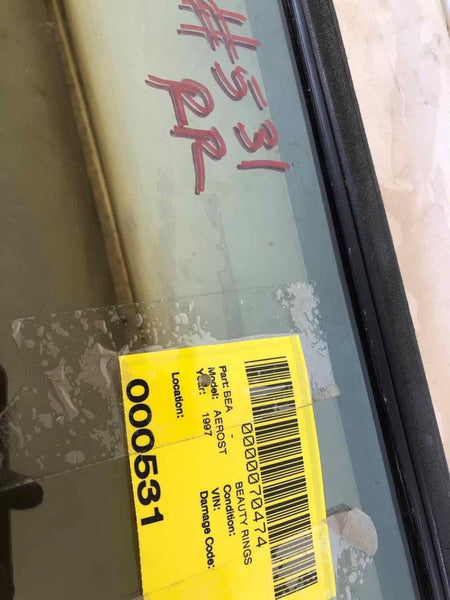 #531
RR
0000070474
Part: BEA - BEAUTY RINGS
Model: AEROST Condition:
Year: 1997 VIN:
Damage Code:
Location:
000531